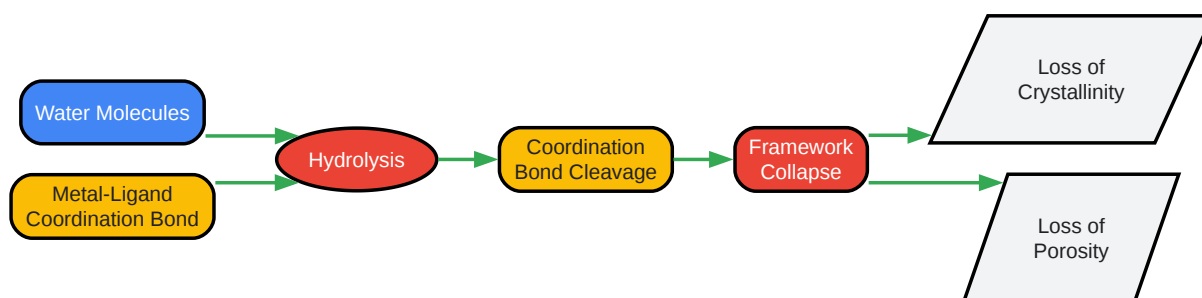 Water Molecules
Metal-Ligand
Coordination Bond
Hydrolysis
Coordination
Bond Cleavage
Framework
Collapse
Loss of
Crystallinity
Loss of
Porosity